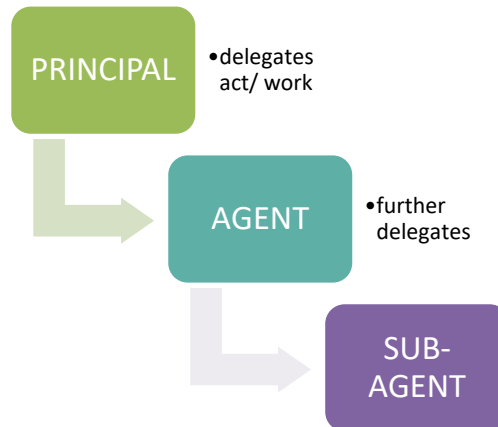 PRINCIPAL
•delegates
act/ work
AGENT
•further
delegates
SUB-
AGENT